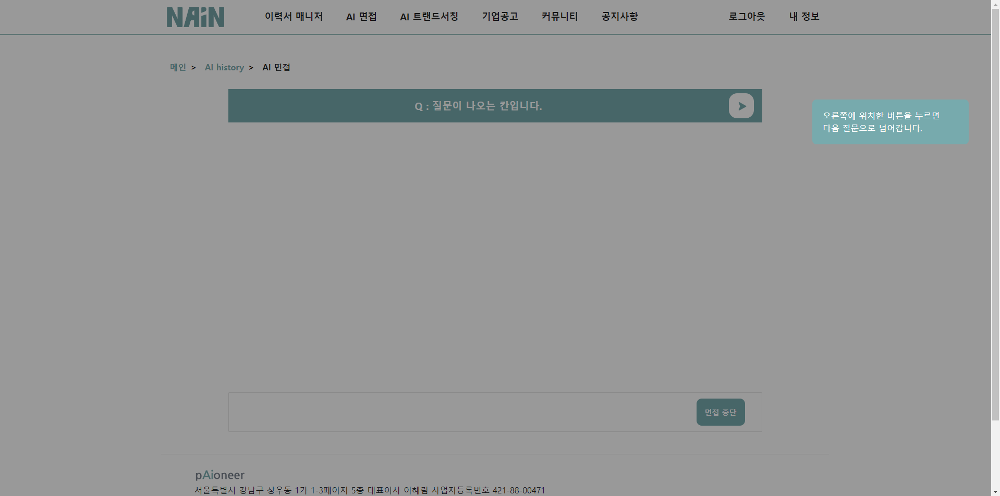 NAiN 이력서 매니저 AI 면접 AI 트랜드서칭 기업공고 커뮤니티 공지사항 로그아웃 내 정보
메인 > AI history > AI 면접
Q : 질문이 나오는 칸입니다.
오른쪽에 위치한 버튼을 누르면
다음 질문으로 넘어갑니다.
면접 중단
pAioneer
서울특별시 강남구 상우동 1가 1-3페이지 5층 대표이사 이혜림 사업자등록번호 421-88-00471